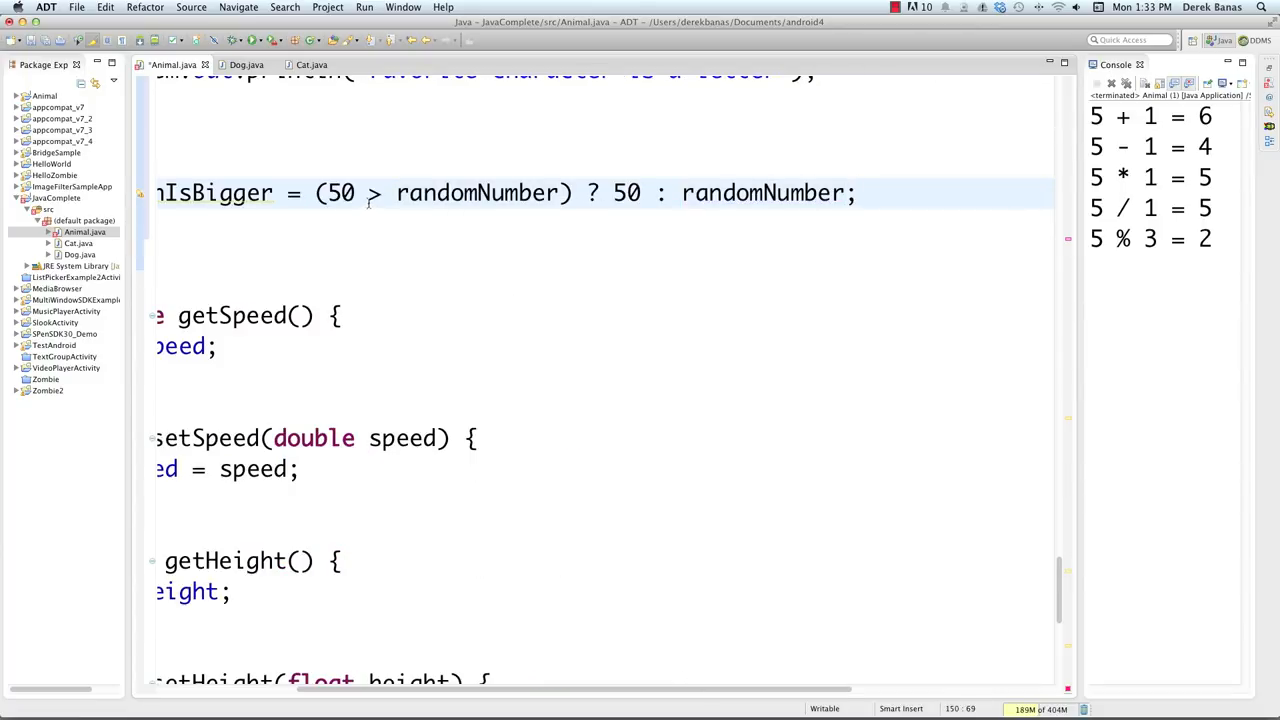 ADT File Edit Refactor Source Navigate Search Project Run Window Help
10 Mon 1:33 PM Derek Banas
Java – JavaComplete/src/Animal.java – ADT – /Users/derekbanas/Documents/android4
Quick Access
Java
DDMS
Package Exp
Animal
appcompat_v7
appcompat_v7_2
appcompat_v7_3
appcompat_v7_4
BridgeSample
HelloWorld
HelloZombie
ImageFilterSampleApp
JavaComplete
src
(default package)
Animal.java
Cat.java
Dog.java
JRE System Library [Ja
ListPickerExample2Activi
MediaBrowser
MultiWindowSDKExample
MusicPlayerActivity
SlookActivity
SPenSDK30_Demo
TestAndroid
TextGroupActivity
VideoPlayerActivity
Zombie
Zombie2
*Animal.java
Dog.java
Cat.java
nIsBigger = (50 > randomNumber) ? 50 : randomNumber;
e getSpeed() {
peed;
setSpeed(double speed) {
ed = speed;
getHeight() {
eight;
setHeight(float height) {
Console
<terminated> Animal (1) [Java Application] /S
5 + 1 = 6
5 - 1 = 4
5 * 1 = 5
5 / 1 = 5
5 % 3 = 2
Writable
Smart Insert
150 : 69
189M of 404M